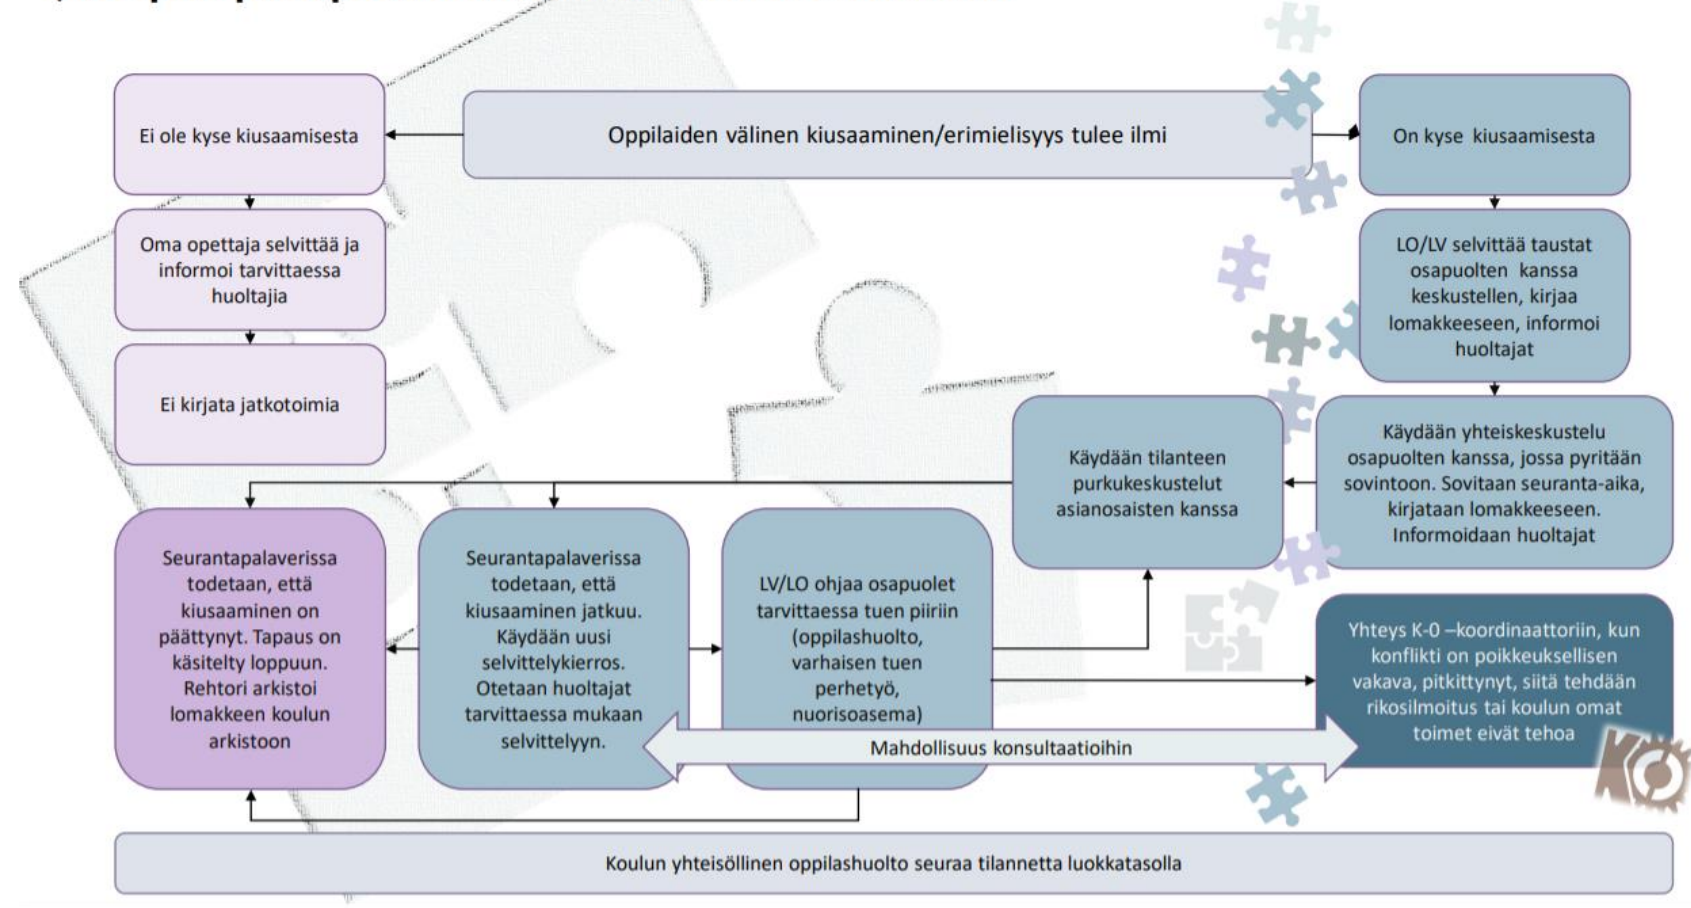 Ei ole kyse kiusaamisesta
Oppilaiden välinen kiusaaminen/erimielisyys tulee ilmi
On kyse kiusaamisesta
Oma opettaja selvittää ja
informoi tarvittaessa
huoltajia
LO/LV selvittää taustat
osapuolten kanssa
keskustellen, kirjaa
lomakkeeseen, informoi
huoltajat
Ei kirjata jatkotoimia
Käydään yhteiskeskustelu
osapuolten kanssa, jossa pyritään
sovintoon. Sovitaan seuranta-aika,
kirjataan lomakkeeseen.
Informoidaan huoltajat
Käydään tilanteen
purkukeskustelut
asianosaisten kanssa
Seurantapalaverissa
todetaan, että
kiusaaminen on
päättynyt. Tapaus on
käsitelty loppuun.
Rehtori arkistoi
lomakkeen koulun
arkistoon
Seurantapalaverissa
todetaan, että
kiusaaminen jatkuu.
Käydään uusi
selvittelykierros.
Otetaan huoltajat
tarvittaessa mukaan
selvittelyyn.
LV/LO ohjaa osapuolet
tarvittaessa tuen piiriin
(oppilashuolto,
varhaisen tuen
perhetyö,
nuorisoasema)
Yhteys K-0 –koordinaattoriin, kun
konflikti on poikkeuksellisen
vakava, pitkittynyt, siitä tehdään
rikosilmoitus tai koulun omat
toimet eivät tehoa
Mahdollisuus konsultaatioihin
KO
Koulun yhteisöllinen oppilashuolto seuraa tilannetta luokkatasolla